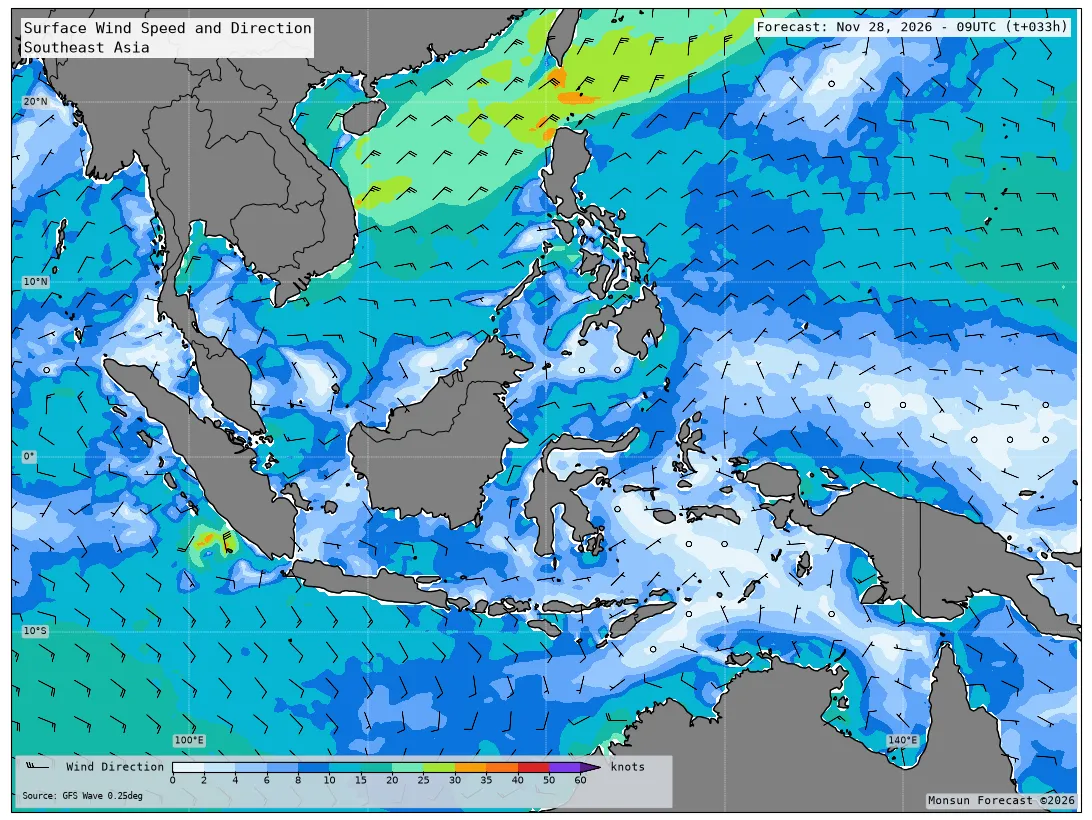 Surface Wind Speed and Direction
Southeast Asia
Forecast: Nov 28, 2026 - 09UTC (t+033h)
20°N
10°N
0°
10°S
100°E
140°E
Wind Direction
0 2 4 6 8 10 15 20 25 30 35 40 50 60
knots
Source: GFS Wave 0.25deg
Monsun Forecast ©2026